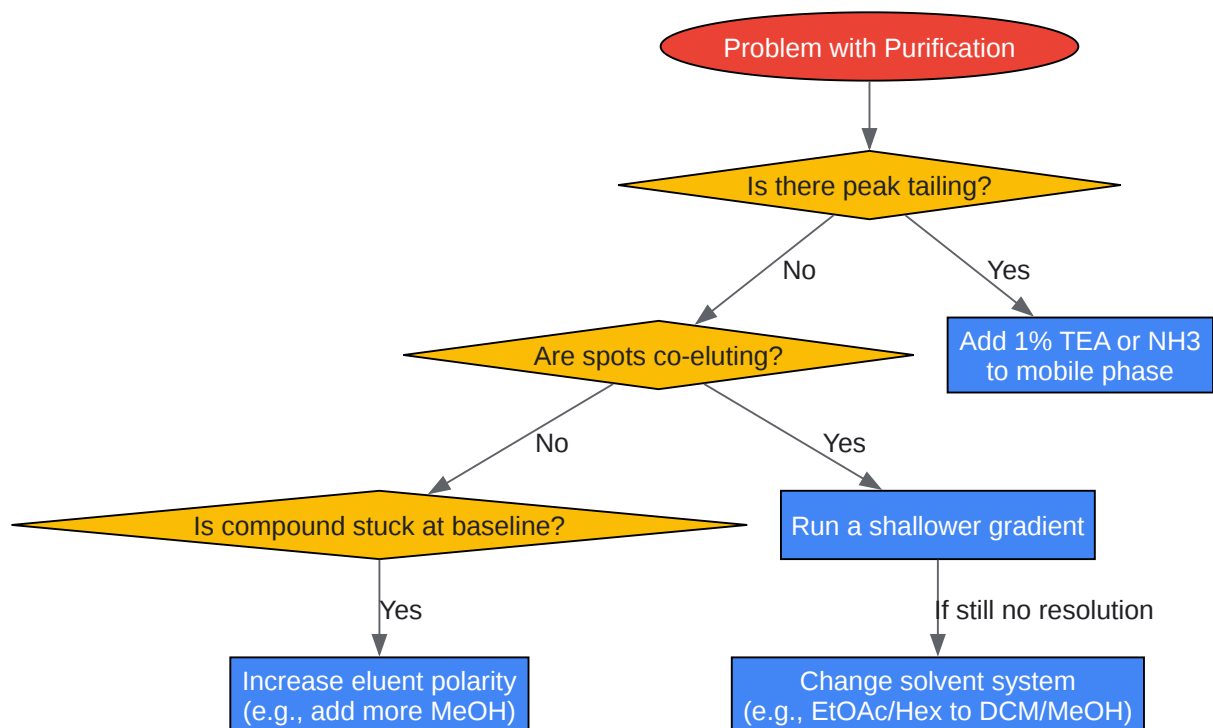 Problem with Purification
Is there peak tailing?
No
Yes
Are spots co-eluting?
Add 1% TEA or NH3
to mobile phase
No
Yes
Is compound stuck at baseline?
Run a shallower gradient
Yes
If still no resolution
Increase eluent polarity
(e.g., add more MeOH)
Change solvent system
(e.g., EtOAc/Hex to DCM/MeOH)